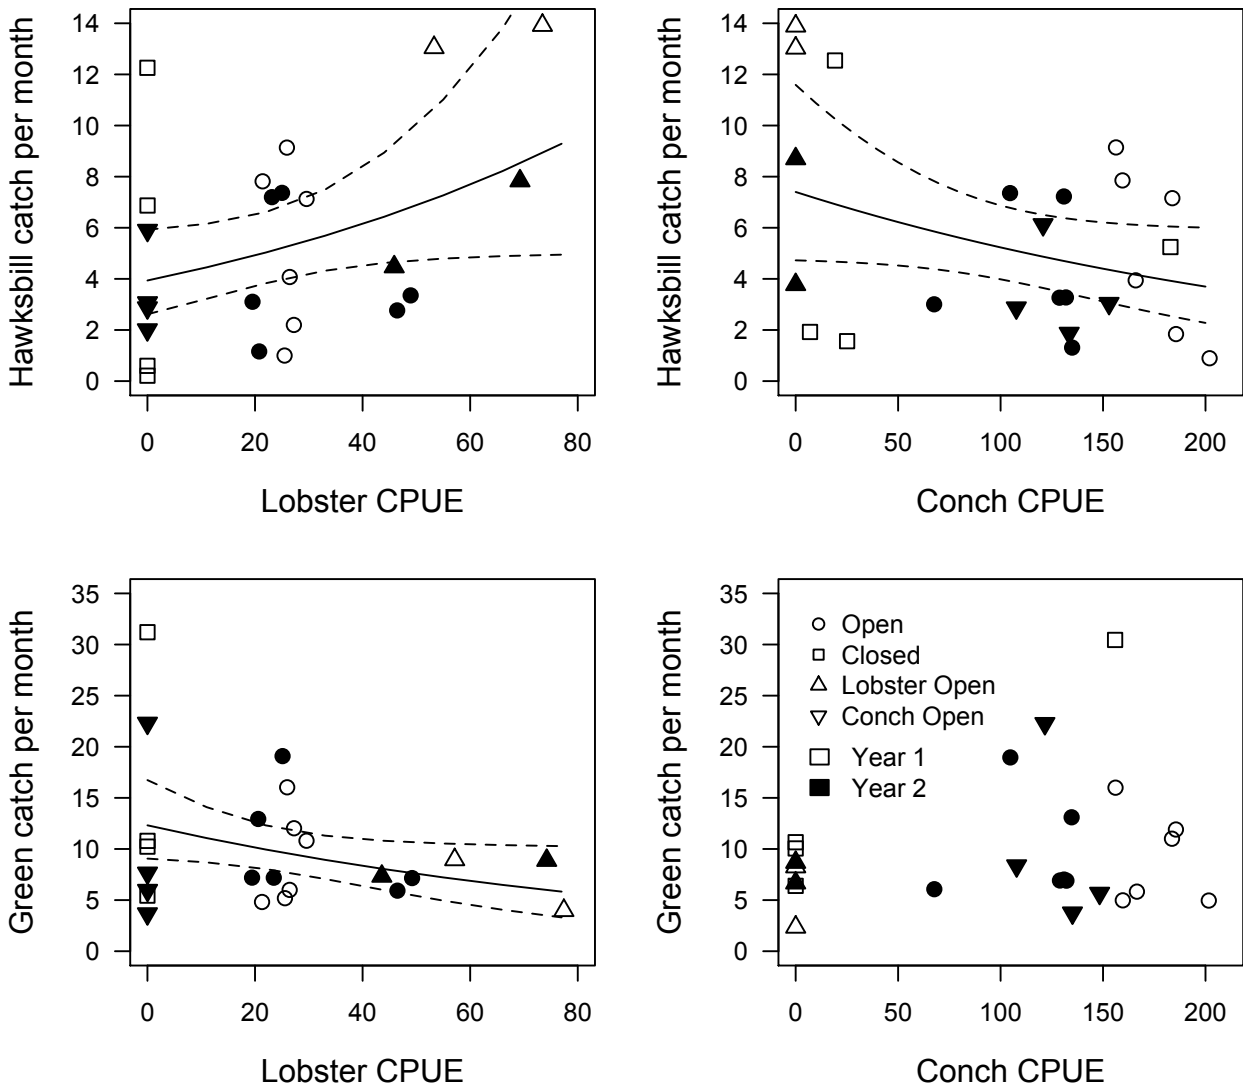 Hawksbill catch per month
14
12
10
8
6
4
2
0
0 20 40 60 80
Lobster CPUE
Hawksbill catch per month
14
12
10
8
6
4
2
0
0 50 100 150 200
Conch CPUE
Green catch per month
35
30
25
20
15
10
5
0
0 20 40 60 80
Lobster CPUE
Green catch per month
35
30
25
20
15
10
5
0
Open
Closed
Lobster Open
Conch Open
Year 1
Year 2
0 50 100 150 200
Conch CPUE